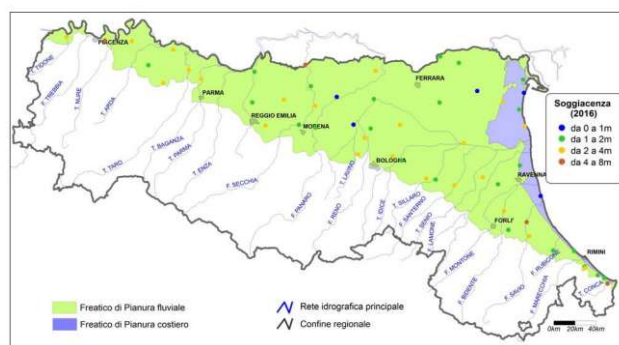 PIACENZA
T. TIDONE
F. TREBBIA
T. NURE
T. ARDA
PARMA
FERRARA
REGGIO EMILIA
MODENA
T. TARO
T. BAGANZA
T. PARMA
T. ENZA
F. SECCHIA
F. PANARO
F. RENO
T. LAVINO
BOLOGNA
T. IDICE
T. SILLARO
F. SANTERNO
T. SENIO
T. LAMONE
RAVENNA
FORLI'
F. MONTONE
F. BIDENTE
F. SAVIO
F. RUBICONE
F. MARECCHIA
RIMINI
T. CONCA
Soggiacenza
(2016)
da 0 a 1m
da 1 a 2m
da 2 a 4m
da 4 a 8m
Freatico di Pianura fluviale
Freatico di Pianura costiero
Rete idrografica principale
Confine regionale
0km 20km 40km